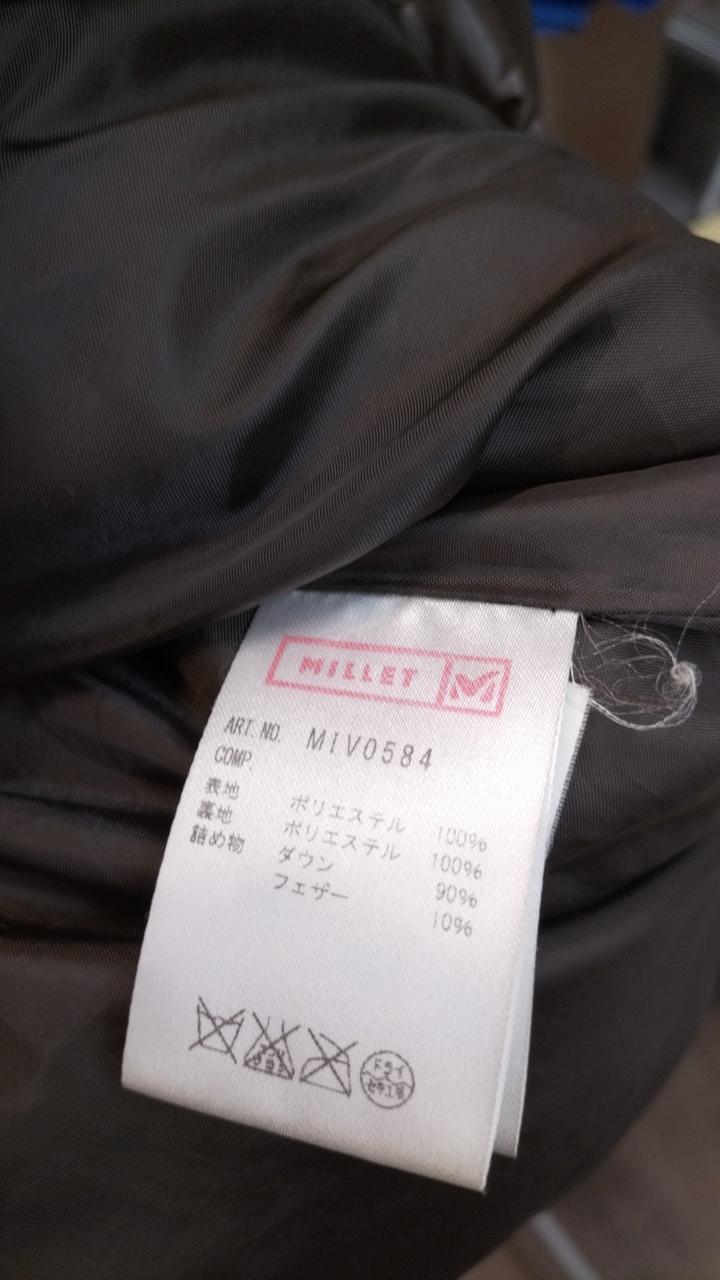 MILLET
ART. NO. MIV0584
COMP.
表地 ポリエステル 100%
裏地 ポリエステル 100%
詰め物 ダウン 90%
フェザー 10%
ドライ